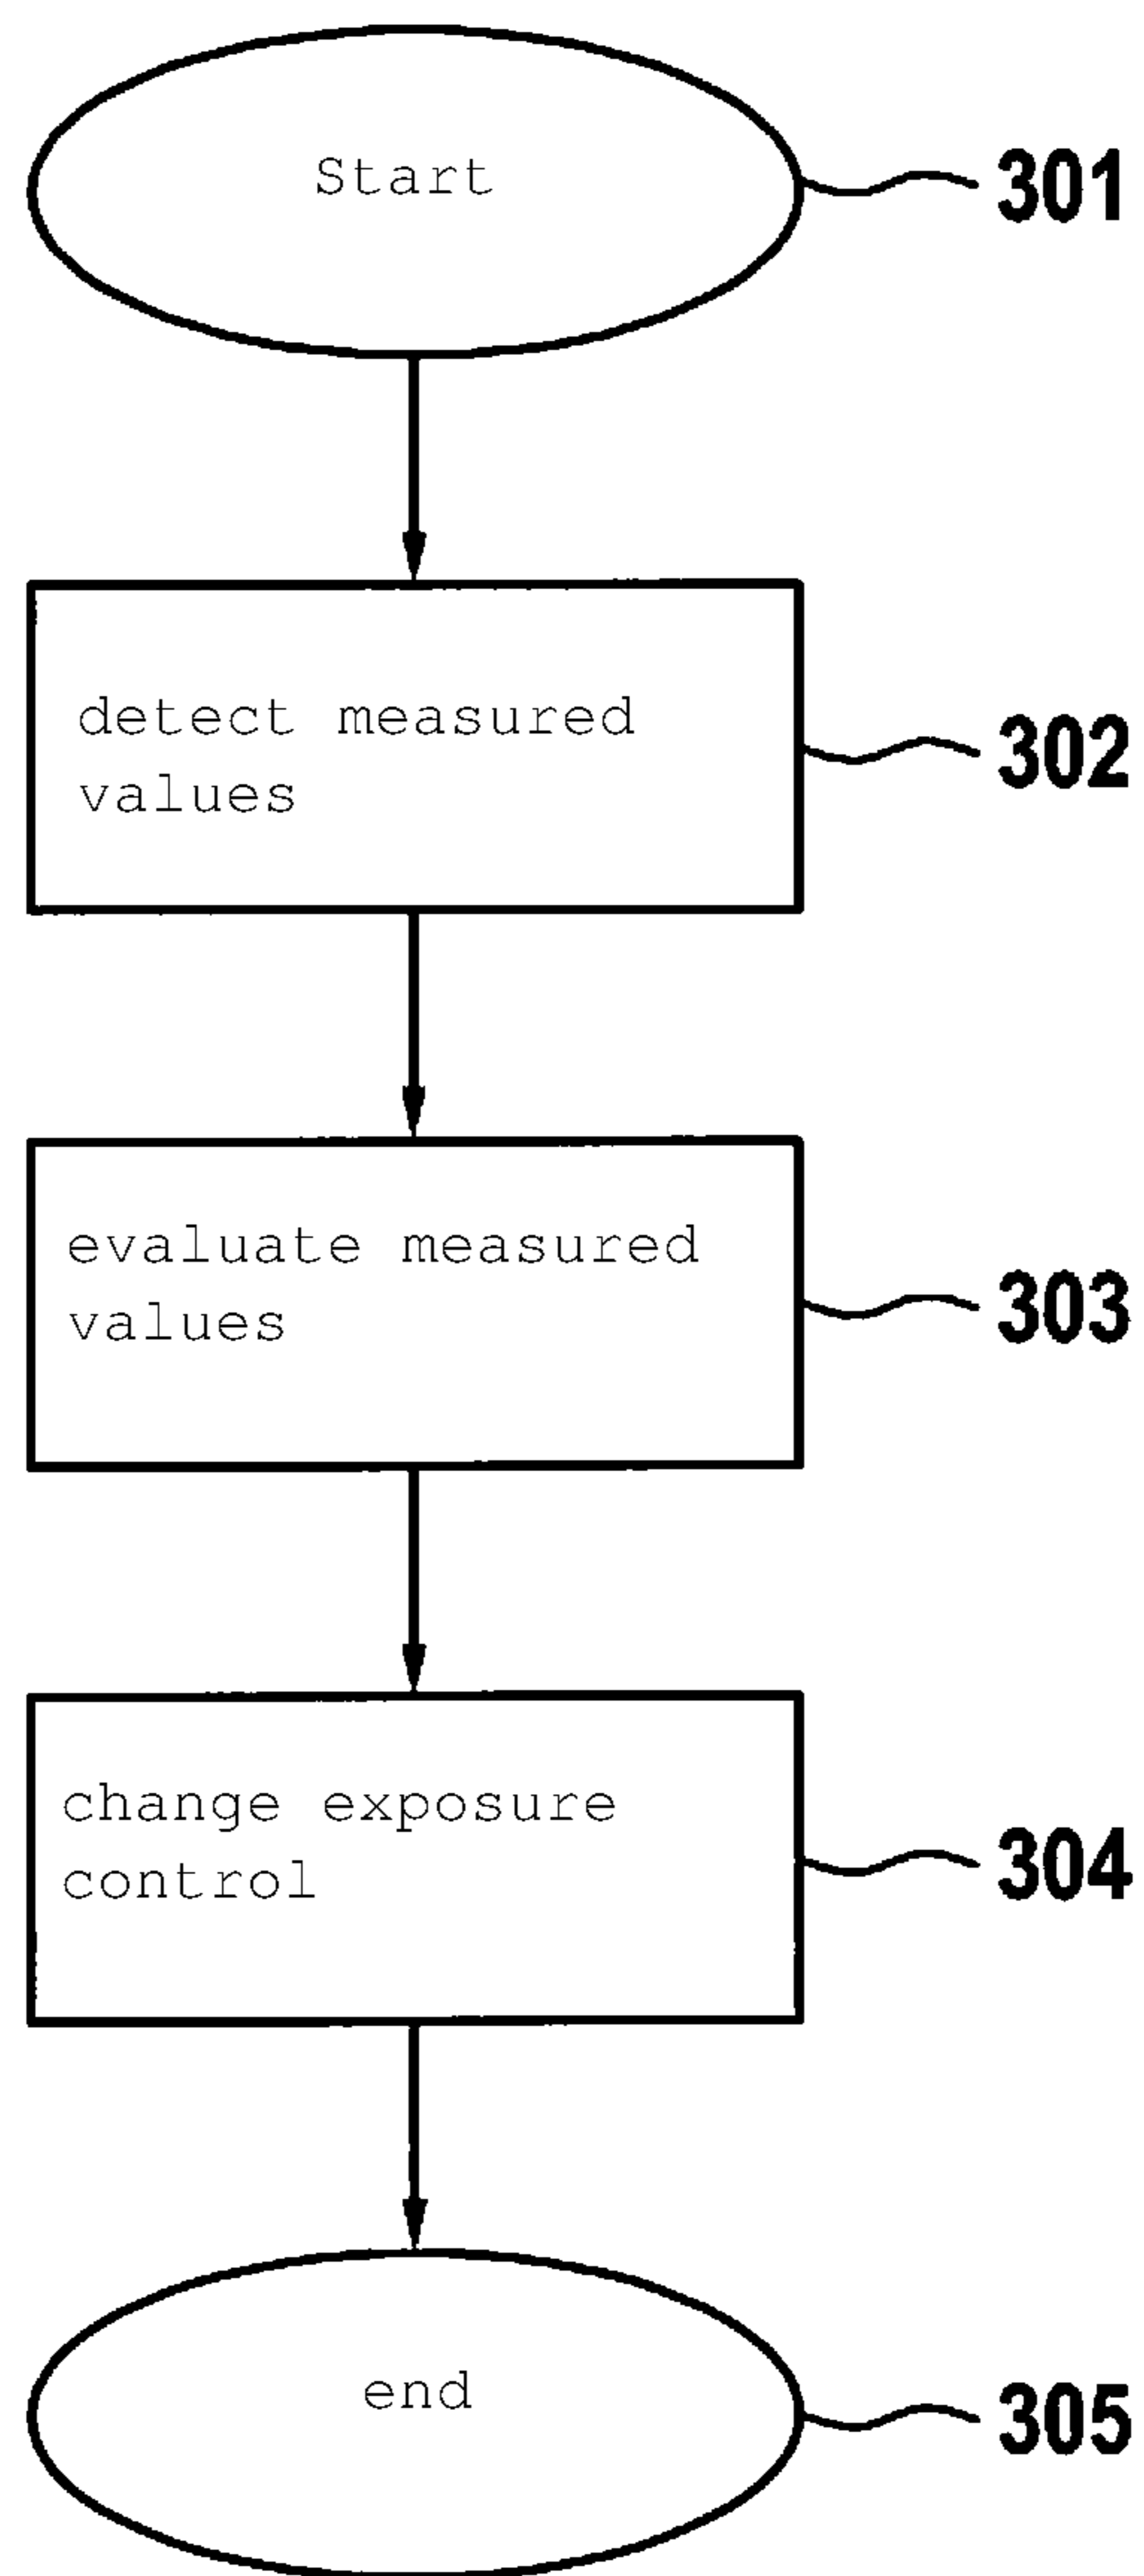 Start
301
detect measured
values
302
evaluate measured
values
303
change exposure
control
304
end
305